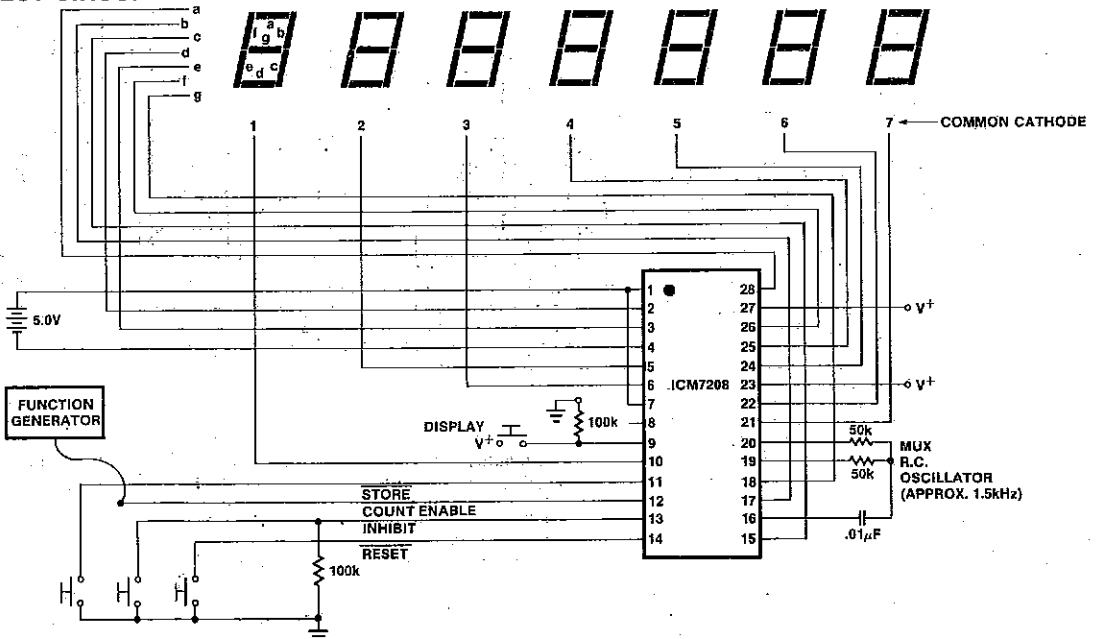 a
b
c
d
e
f
g
a
f b
g
e c
d
1 2 3 4 5 6 7 COMMON CATHODE
5.0V
1 28
2 27 V+
3 26
4 25
5 24
6 ICM7208 23 V+
7 22
8 21
9 20
10 19
11 18
12 17
13 16
14 15
FUNCTION
GENERATOR
DISPLAY
V+
100k
50k
50k
MUX
R.C.
OSCILLATOR
(APPROX. 1.5kHz)
.01µF
STORE
COUNT ENABLE
INHIBIT
RESET
100k